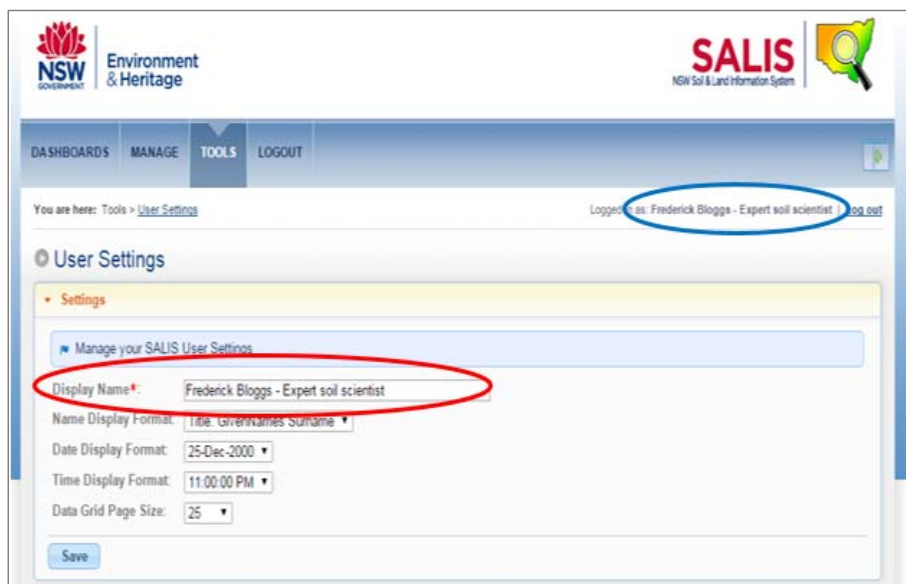 NSW
GOVERNMENT
Environment
& Heritage
SALIS
NSW Soil & Land Information System
DASHBOARDS MANAGE TOOLS LOGOUT
You are here: Tools > User Settings
Logged in as: Frederick Bloggs - Expert soil scientist | Log out
User Settings
Settings
Manage your SALIS User Settings
Display Name*: Frederick Bloggs - Expert soil scientist
Name Display Format: Title. GivenNames Surname
Date Display Format: 25-Dec-2000
Time Display Format: 11:00:00 PM
Data Grid Page Size: 25
Save